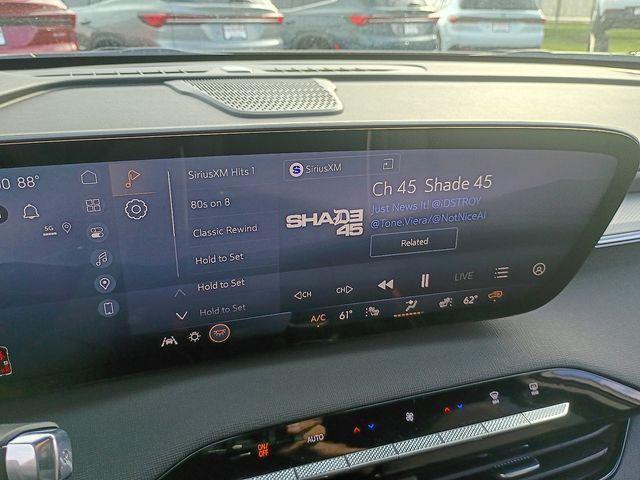 88°
SiriusXM Hits 1
80s on 8
Classic Rewind
Hold to Set
Hold to Set
Hold to Set
5G
SiriusXM
SHADE
45
Ch 45 Shade 45
Just News It! @iDSTROY
@Tone.Viera/@NotNiceAI
Related
CH
CH
LIVE
A/C
61°
62°
ON/
OFF
AUTO